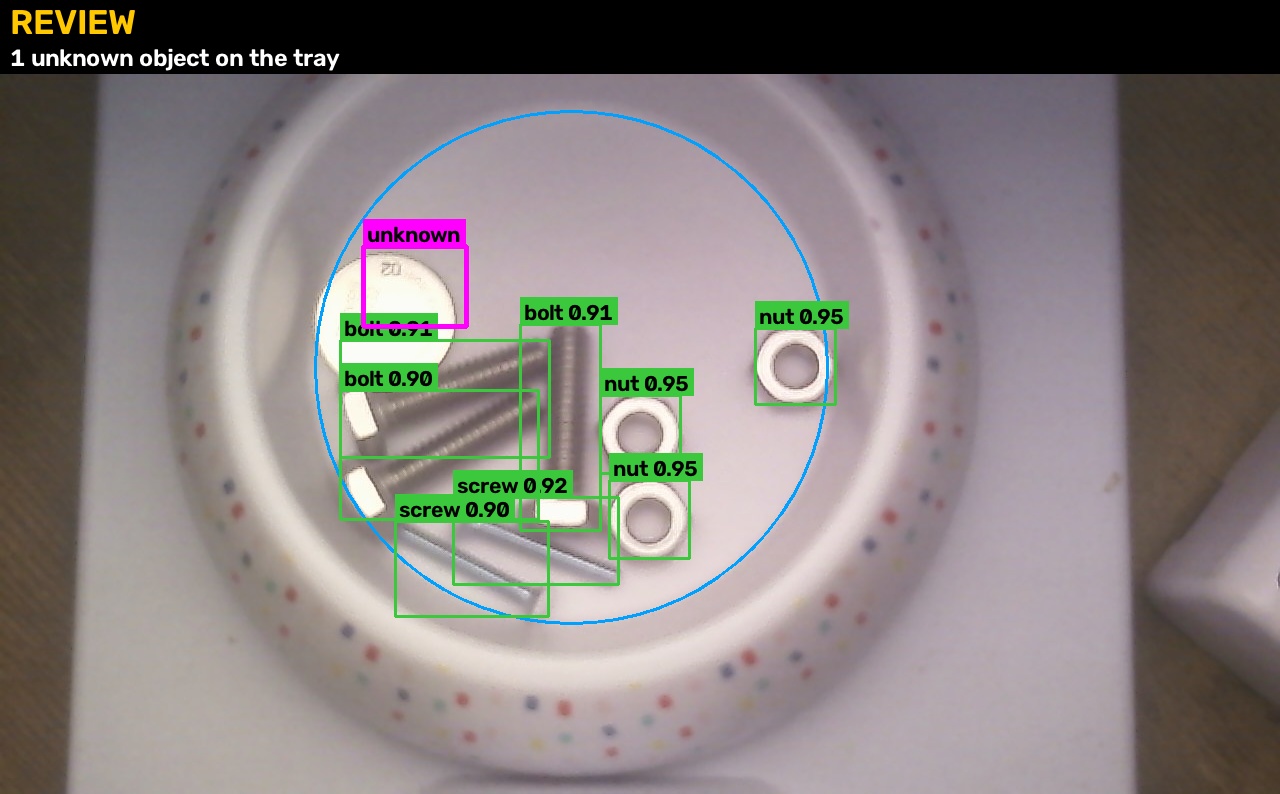 REVIEW
1 unknown object on the tray
unknown
20
bolt 0.91
bolt 0.91
nut 0.95
bolt 0.90
nut 0.95
nut 0.95
screw 0.92
screw 0.90